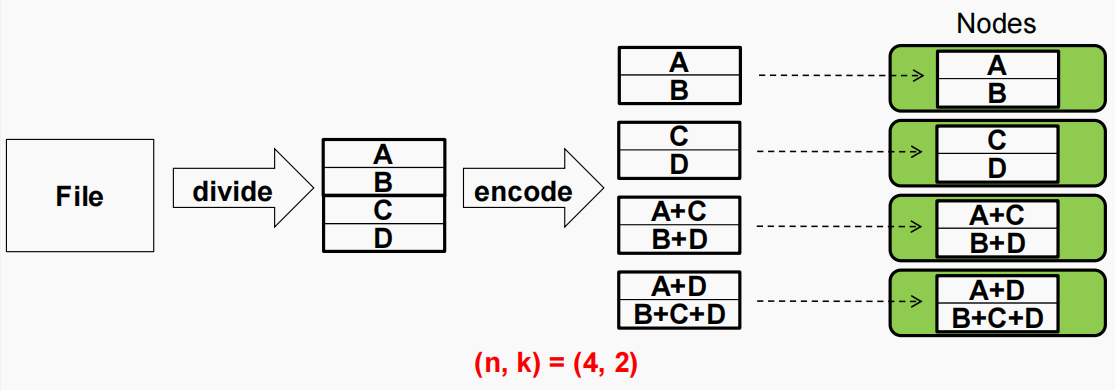 Nodes
File
divide
A
B
C
D
encode
A
B
C
D
A+C
B+D
A+D
B+C+D
A
B
C
D
A+C
B+D
A+D
B+C+D
(n, k) = (4, 2)